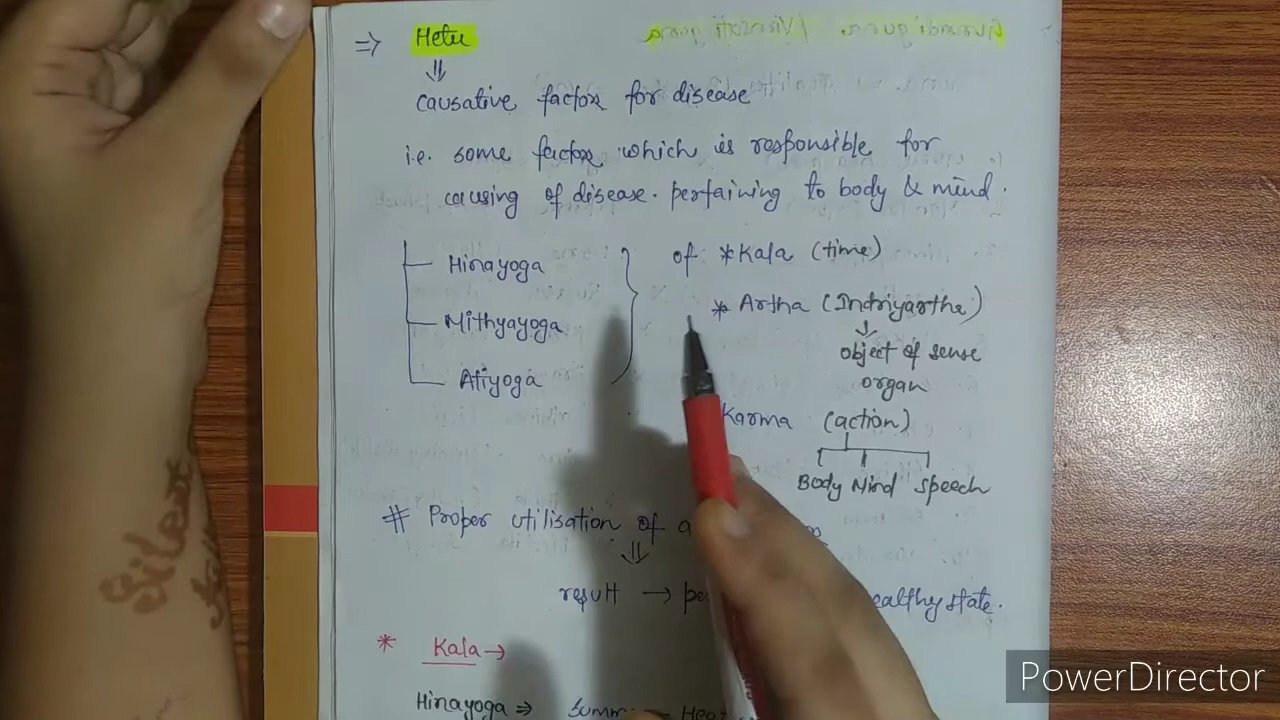 ⇒ Hetu
⇓
causative factor for disease
i.e. some factor which is responsible for
causing of disease. pertaining to body & mind.
Hinayoga
Mithyayoga
Atiyoga
} of *Kala (time)
* Artha (Indriyartha)
↓
object of sense
organ
Karma (action)
Body Mind speech
# Proper utilisation of
⇓
result →
healthy state.
* Kala →
Hinayoga ⇒
PowerDirector